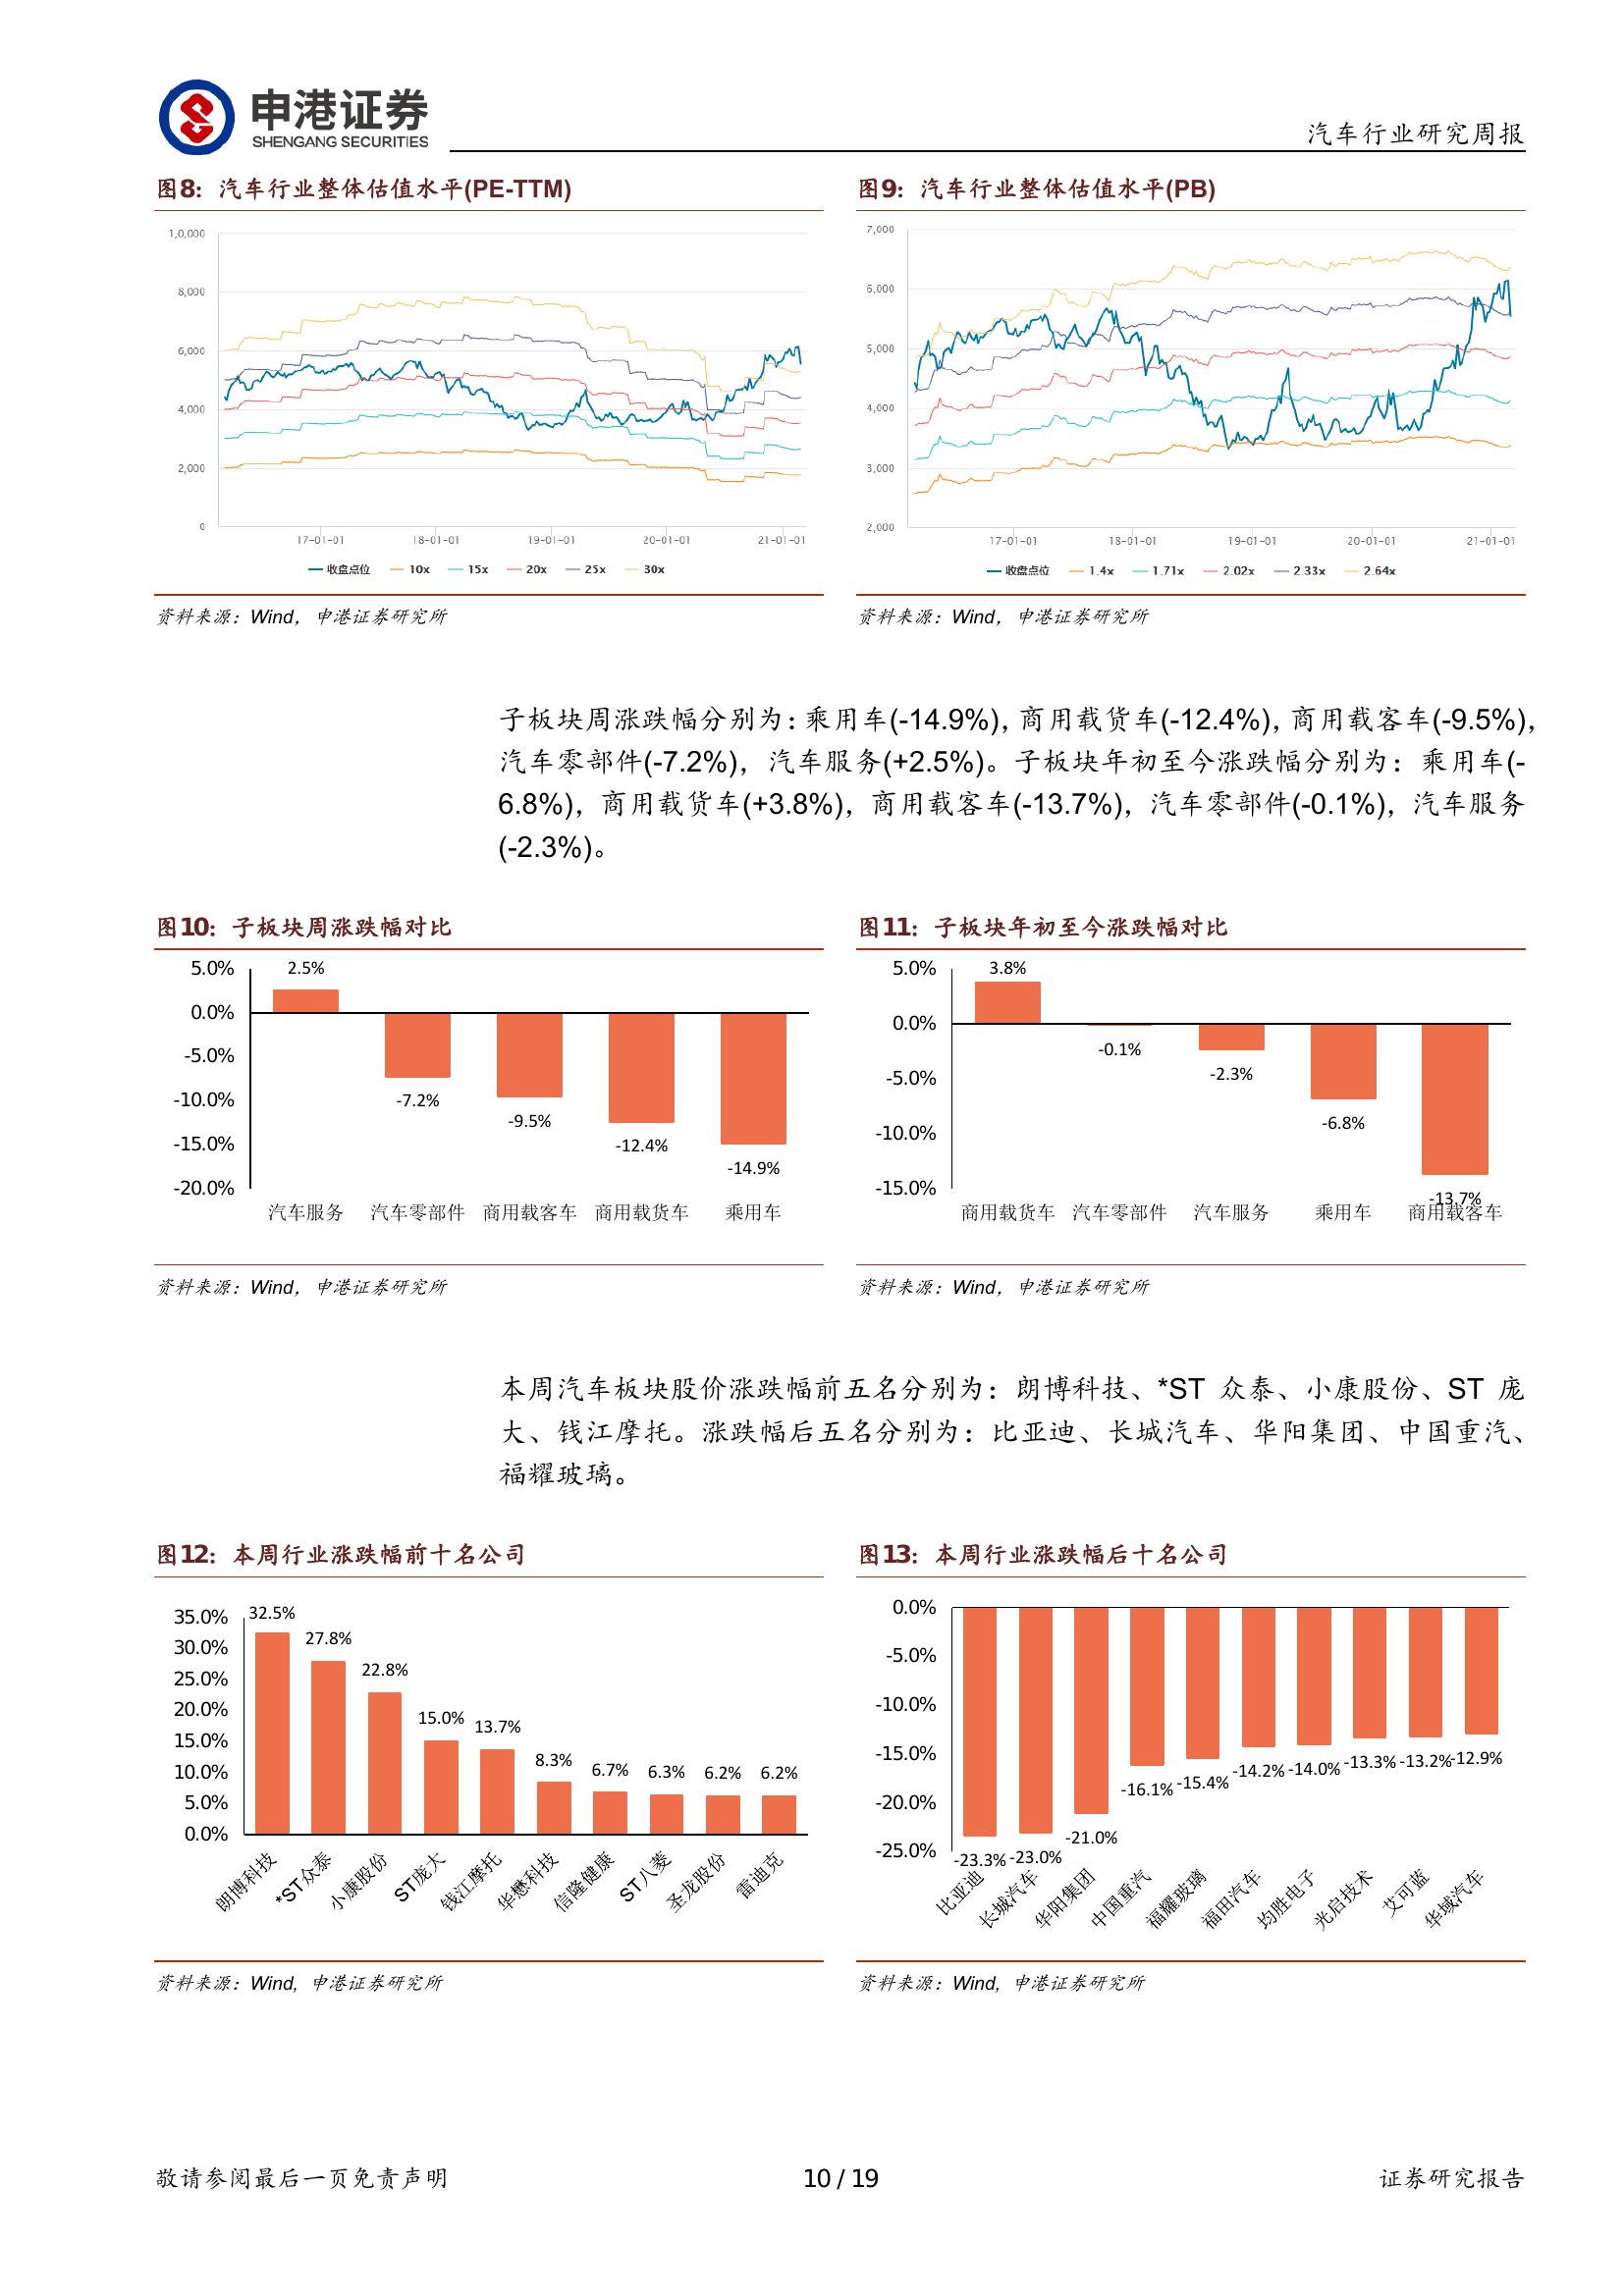 申港证券
SHENGANG SECURITIES
汽车行业研究周报
图8：汽车行业整体估值水平(PE-TTM)
1,0,000
8,000
6,000
4,000
2,000
0
17-01-01 18-01-01 19-01-01 20-01-01 21-01-01
收盘点位 10x 15x 20x 25x 30x
资料来源：Wind，申港证券研究所
图9：汽车行业整体估值水平(PB)
7,000
6,000
5,000
4,000
3,000
2,000
17-01-01 18-01-01 19-01-01 20-01-01 21-01-01
收盘点位 1.4x 1.71x 2.02x 2.33x 2.64x
资料来源：Wind，申港证券研究所
子板块周涨跌幅分别为：乘用车(-14.9%)，商用载货车(-12.4%)，商用载客车(-9.5%)，
汽车零部件(-7.2%)，汽车服务(+2.5%)。子板块年初至今涨跌幅分别为：乘用车(-
6.8%)，商用载货车(+3.8%)，商用载客车(-13.7%)，汽车零部件(-0.1%)，汽车服务
(-2.3%)。
图10：子板块周涨跌幅对比
5.0%
0.0%
-5.0%
-10.0%
-15.0%
-20.0%
2.5%
-7.2%
-9.5%
-12.4%
-14.9%
汽车服务 汽车零部件 商用载客车 商用载货车 乘用车
资料来源：Wind，申港证券研究所
图11：子板块年初至今涨跌幅对比
5.0%
0.0%
-5.0%
-10.0%
-15.0%
3.8%
-0.1%
-2.3%
-6.8%
-13.7%
商用载货车 汽车零部件 汽车服务 乘用车 商用载客车
资料来源：Wind，申港证券研究所
本周汽车板块股价涨跌幅前五名分别为：朗博科技、*ST 众泰、小康股份、ST 庞
大、钱江摩托。涨跌幅后五名分别为：比亚迪、长城汽车、华阳集团、中国重汽、
福耀玻璃。
图12：本周行业涨跌幅前十名公司
35.0%
30.0%
25.0%
20.0%
15.0%
10.0%
5.0%
0.0%
32.5%
27.8%
22.8%
15.0%
13.7%
8.3%
6.7%
6.3%
6.2%
6.2%
朗博科技 *ST众泰 小康股份 ST庞大 钱江摩托 华懋科技 信隆健康 ST八菱 圣龙股份 雷迪克
资料来源：Wind，申港证券研究所
图13：本周行业涨跌幅后十名公司
0.0%
-5.0%
-10.0%
-15.0%
-20.0%
-25.0%
-23.3%
-23.0%
-21.0%
-16.1%
-15.4%
-14.2%
-14.0%
-13.3%
-13.2%
-12.9%
比亚迪 长城汽车 华阳集团 中国重汽 福耀玻璃 福田汽车 均胜电子 光启技术 艾可蓝 华域汽车
资料来源：Wind，申港证券研究所
敬请参阅最后一页免责声明
10 / 19
证券研究报告